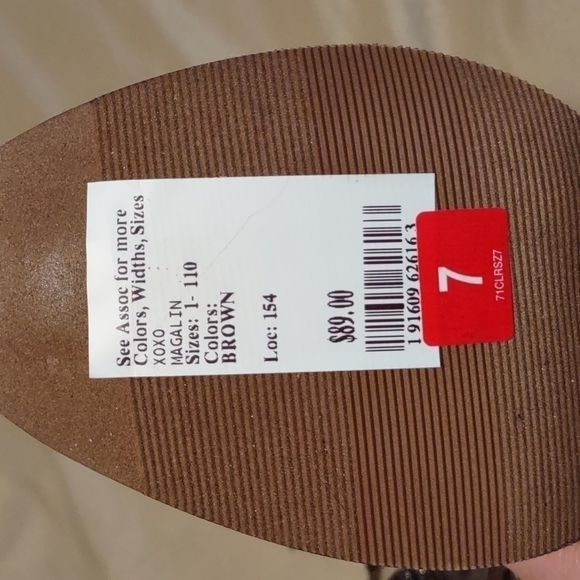 See Assoc for more
Colors, Widths, Sizes
XOXO
MAGALIN
Sizes: 1- 110
Colors:
BROWN
Loc: 154
$89.00
1 91609 62616 3
7
71CLRSZ7